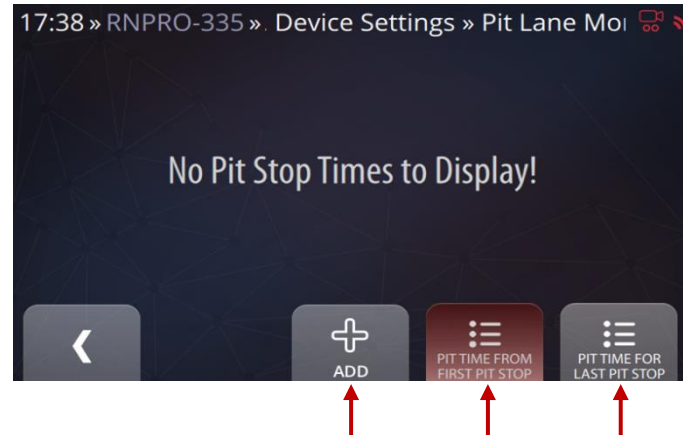 17:38 » RNPRO-335 » . Device Settings » Pit Lane Mo
No Pit Stop Times to Display!
ADD
PIT TIME FROM
FIRST PIT STOP
PIT TIME FOR
LAST PIT STOP